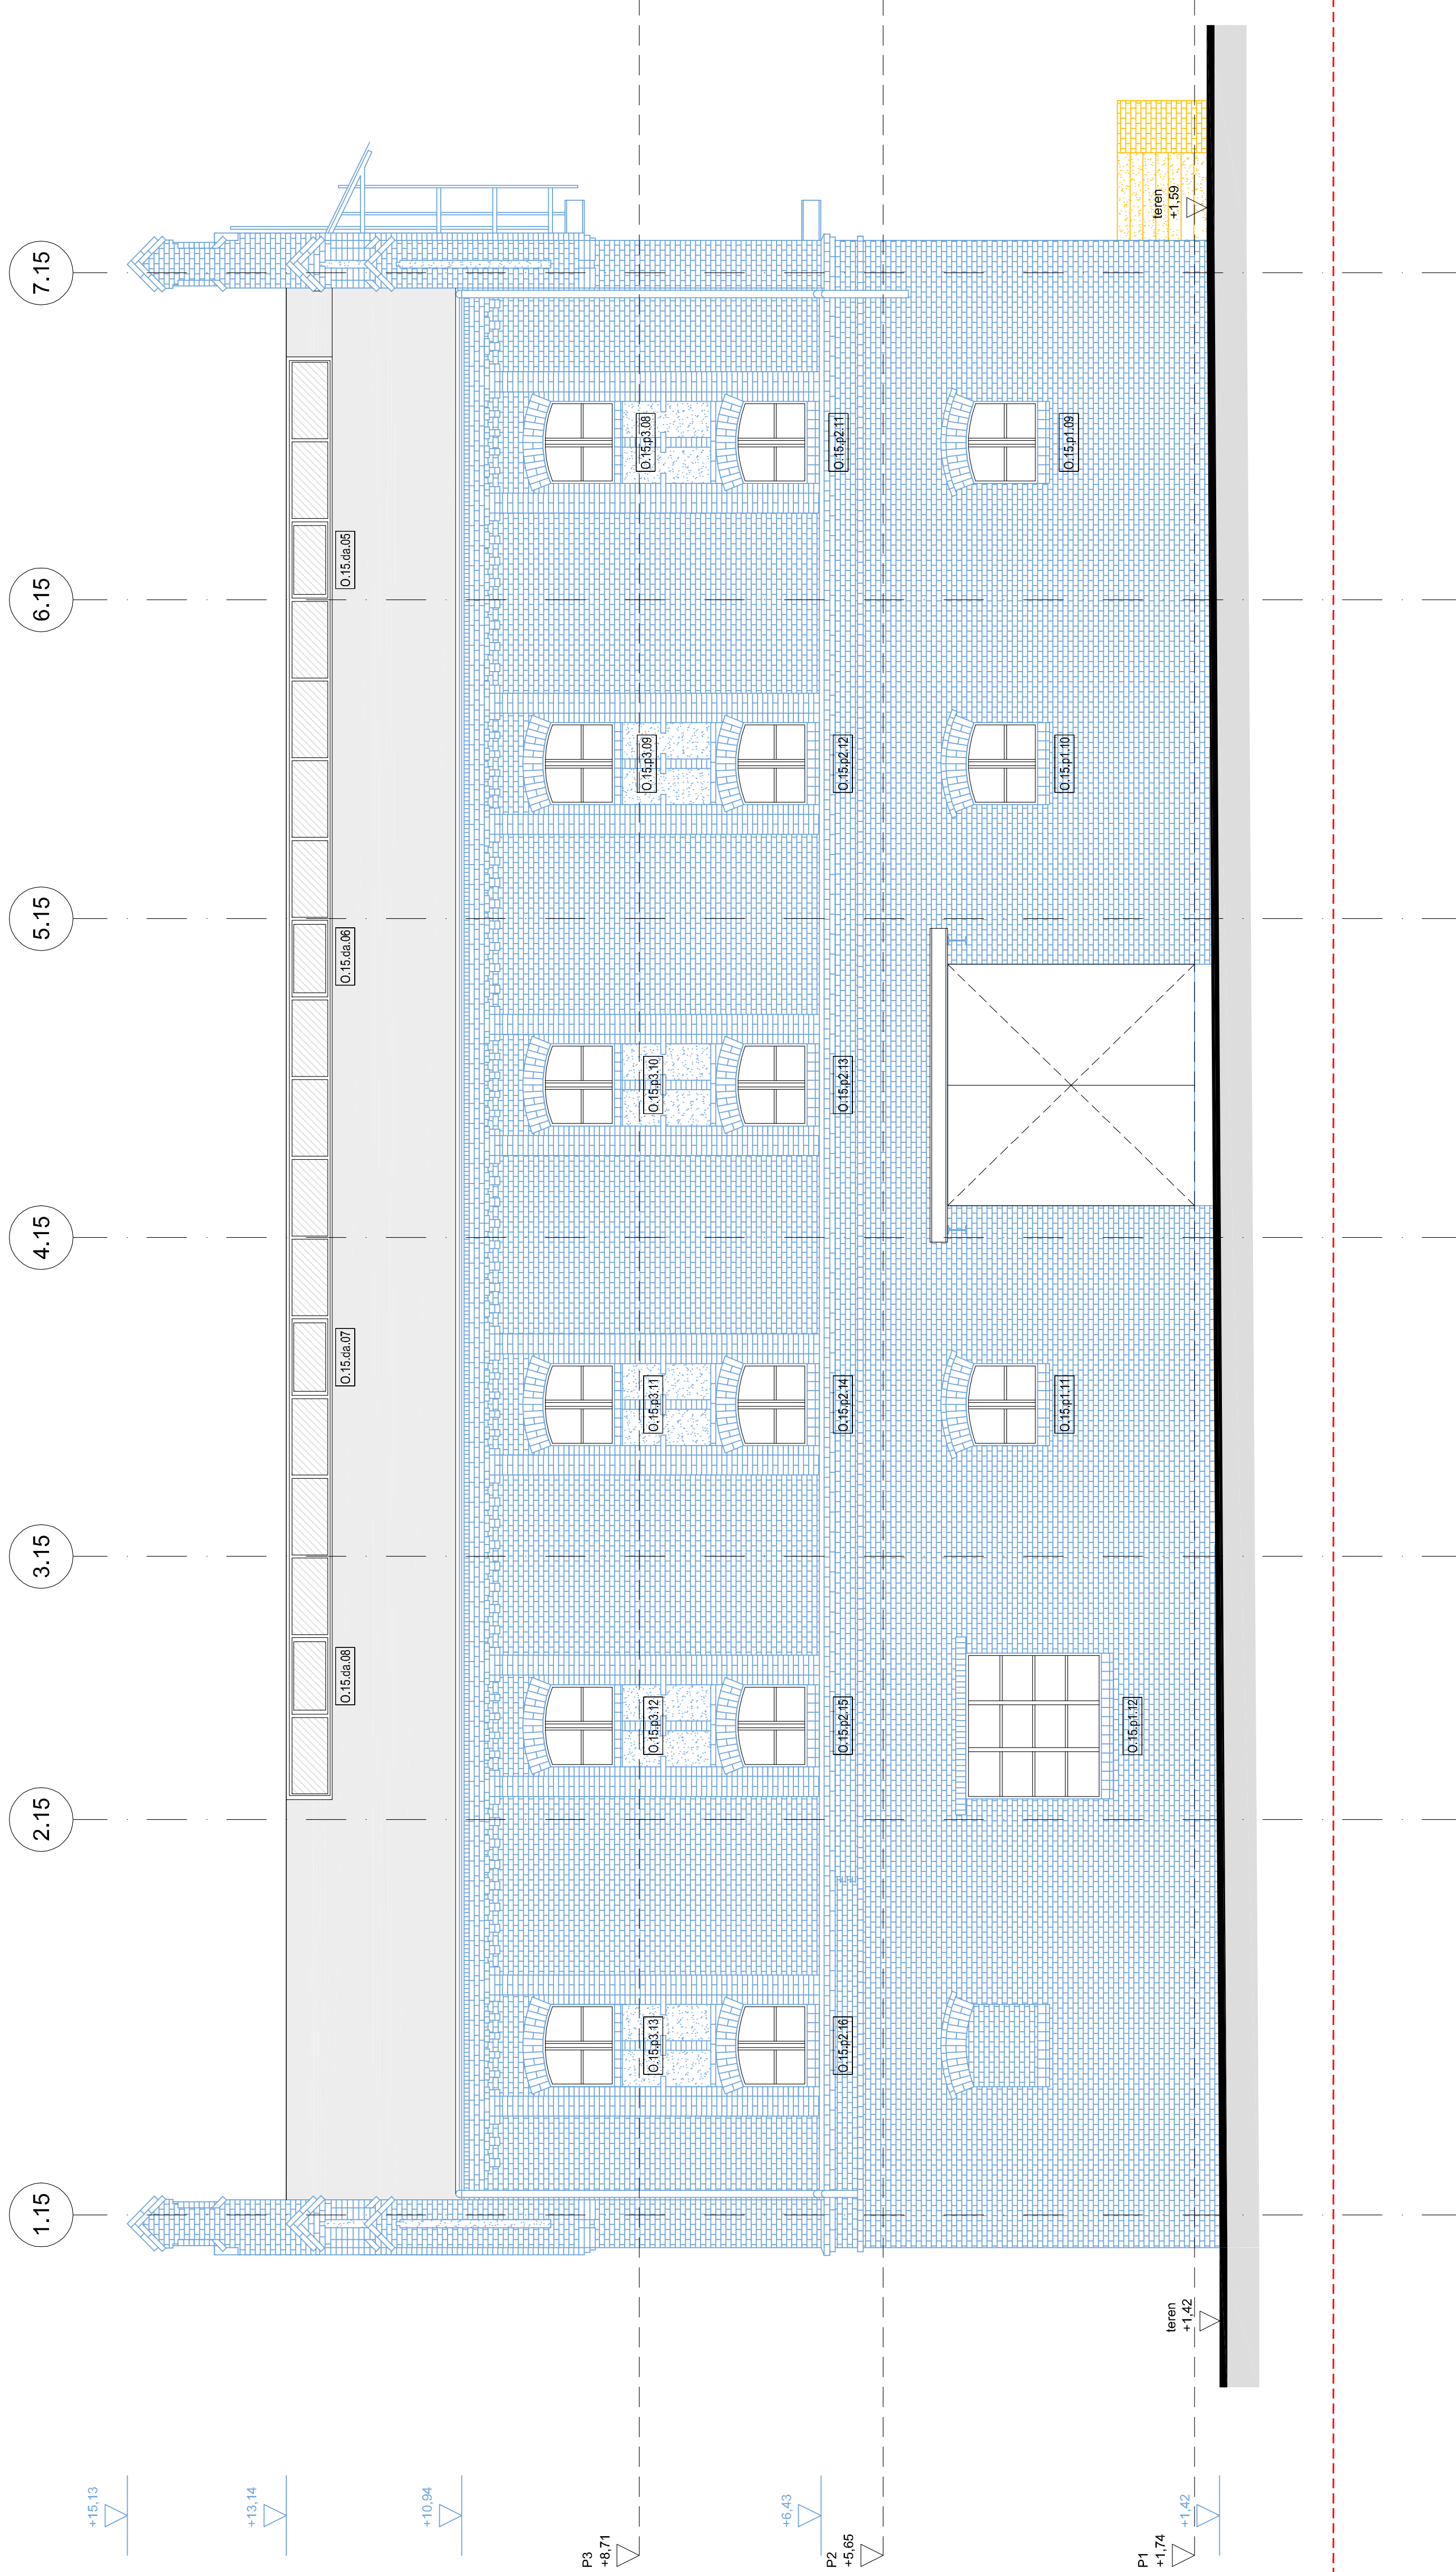 1.15
2.15
3.15
4.15
5.15
6.15
7.15
+15,13
+13,14
O.15.da.08
O.15.da.07
O.15.da.06
O.15.da.05
+10,94
P3
+8,71
O.15.p3.13
O.15.p3.12
O.15.p3.11
O.15.p3.10
O.15.p3.09
O.15.p3.08
+6,43
O.15.p2.16
O.15.p2.15
O.15.p2.14
O.15.p2.13
O.15.p2.12
O.15.p2.11
P2
+5,65
O.15.p1.12
O.15.p1.11
O.15.p1.10
O.15.p1.09
P1
+1,74
+1,42
teren
+1,42
teren
+1,59